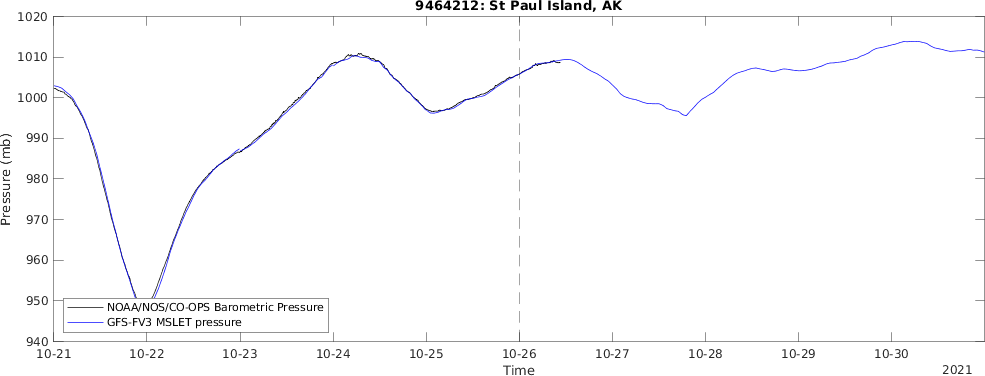 9464212: St Paul Island, AK
1020
1010
1000
990
980
970
960
950
940
Pressure (mb)
NOAA/NOS/CO-OPS Barometric Pressure
GFS-FV3 MSLET pressure
10-21 10-22 10-23 10-24 10-25 10-26 10-27 10-28 10-29 10-30
Time
2021